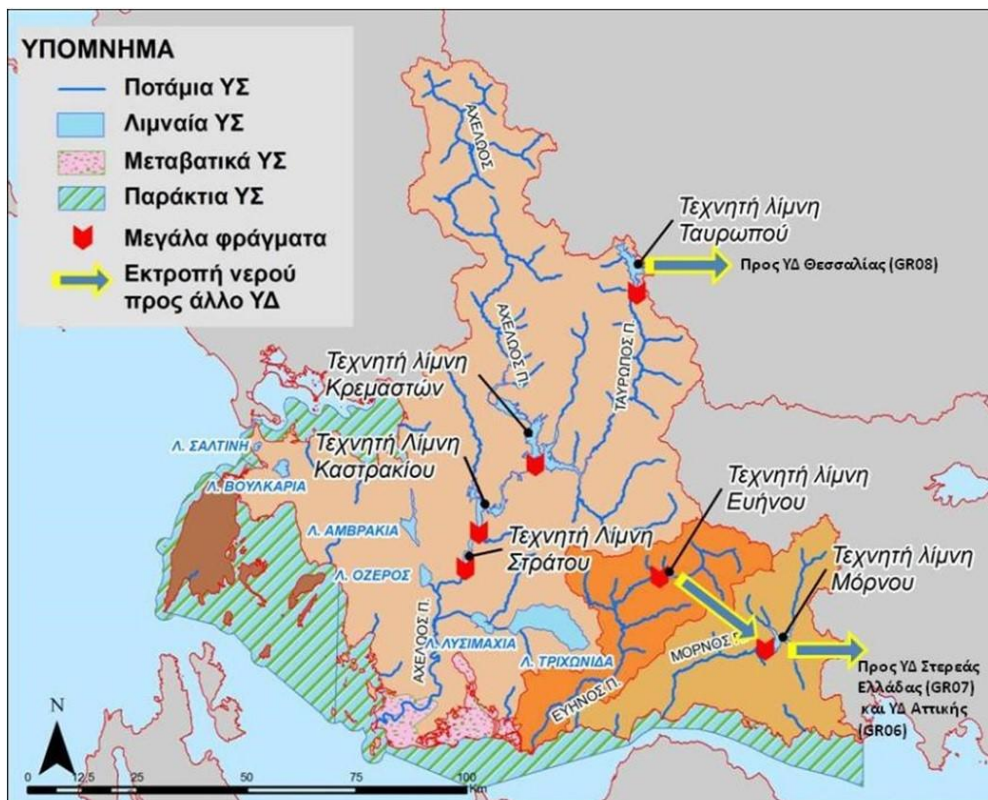 ΥΠΟΜΝΗΜΑ
Ποτάμια ΥΣ
Λιμναία ΥΣ
Μεταβατικά ΥΣ
Παράκτια ΥΣ
Μεγάλα φράγματα
Εκτροπή νερού
προς άλλο ΥΔ
ΑΧΕΛΩΟΣ
Τεχνητή λίμνη
Ταυρωπού
Προς ΥΔ Θεσσαλίας (GR08)
ΑΧΕΛΩΟΣ Π.
ΤΑΥΡΩΠΟΣ Π.
Τεχνητή λίμνη
Κρεμαστών
Λ. ΣΑΛΤΙΝΗ
Τεχνητή Λίμνη
Καστρακίου
Λ. ΒΟΥΛΚΑΡΙΑ
Τεχνητή λίμνη
Ευήνου
Λ. ΑΜΒΡΑΚΙΑ
Τεχνητή Λίμνη
Στράτου
Τεχνητή λίμνη
Μόρνου
Λ. ΟΖΕΡΟΣ
ΑΧΕΛΩΟΣ Π.
Λ. ΛΥΣΙΜΑΧΙΑ
Λ. ΤΡΙΧΩΝΙΔΑ
ΜΟΡΝΟΣ Π.
ΕΥΗΝΟΣ Π.
Προς ΥΔ Στερεάς
Ελλάδας (GR07)
και ΥΔ Αττικής
(GR06)
N
0 12,5 25 50 75 100
Km